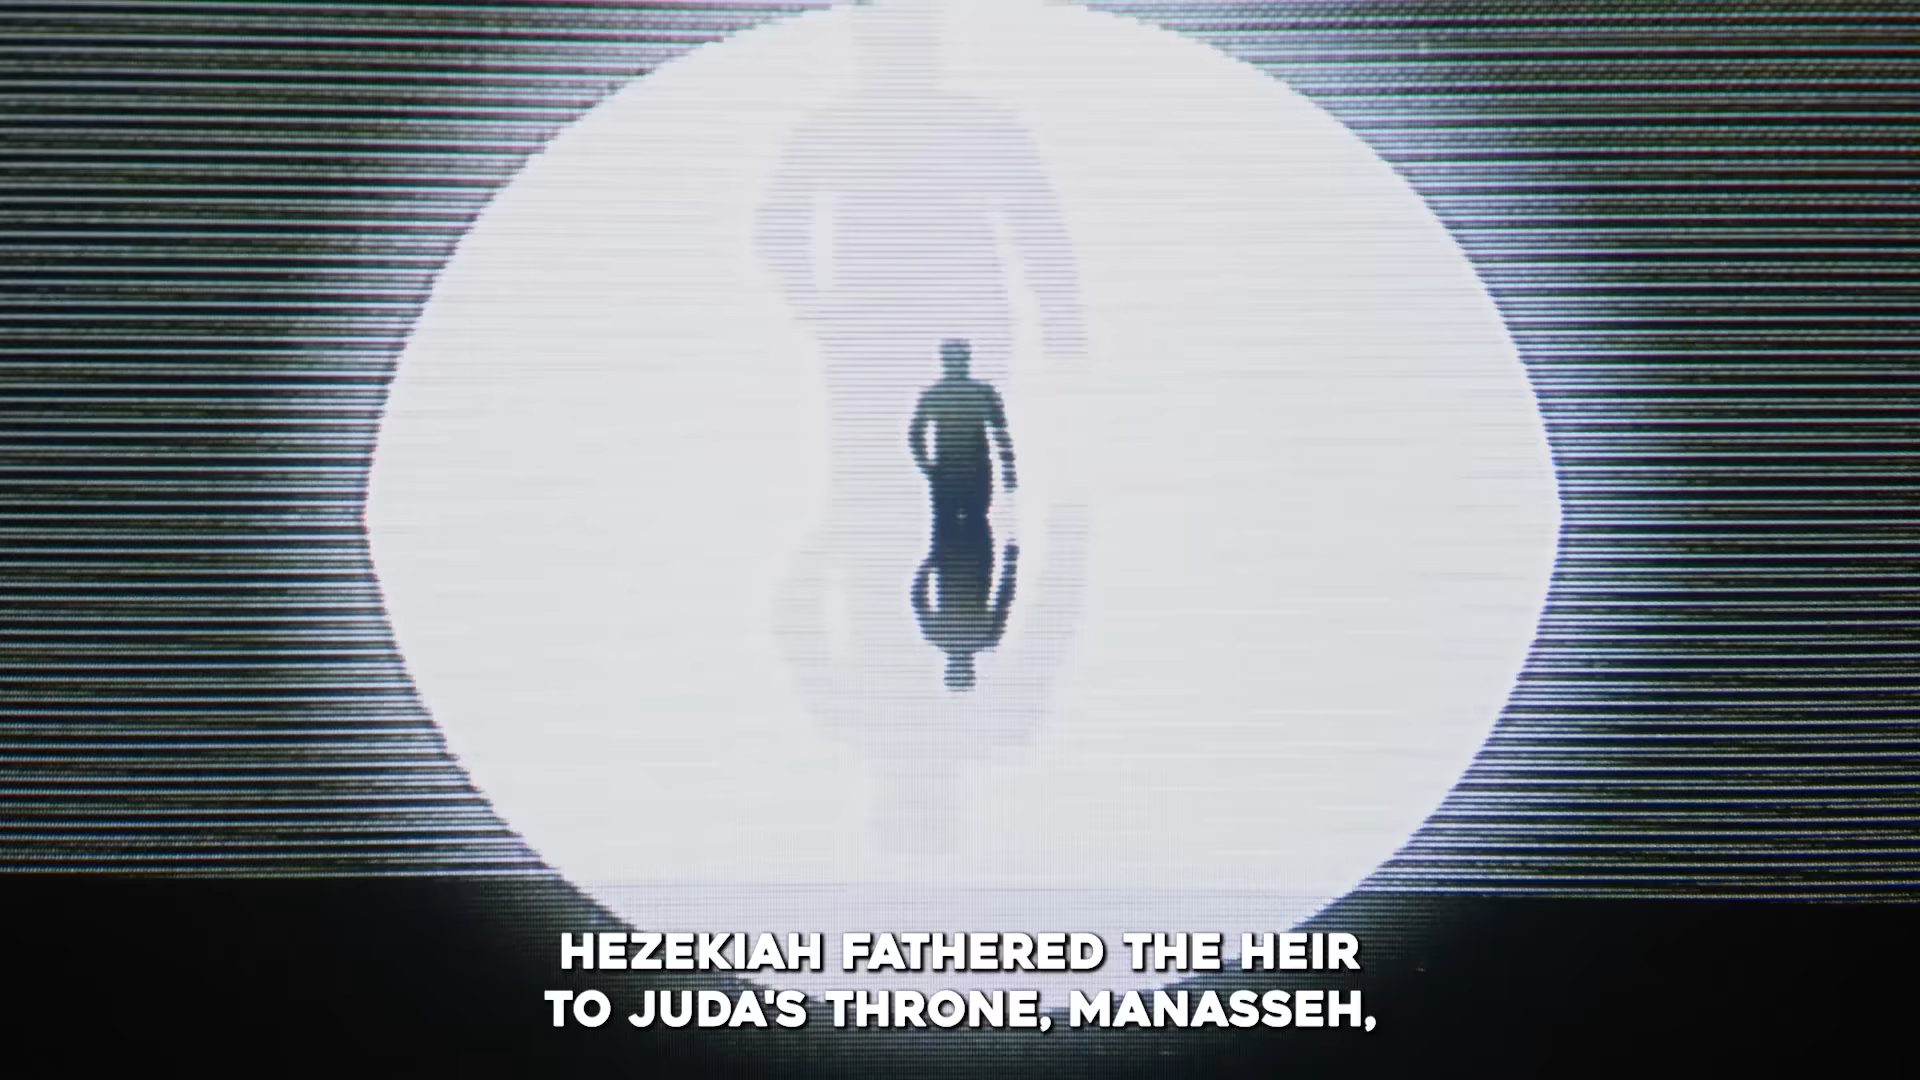 HEZEKIAH FATHERED THE HEIR
TO JUDA'S THRONE, MANASSEH,